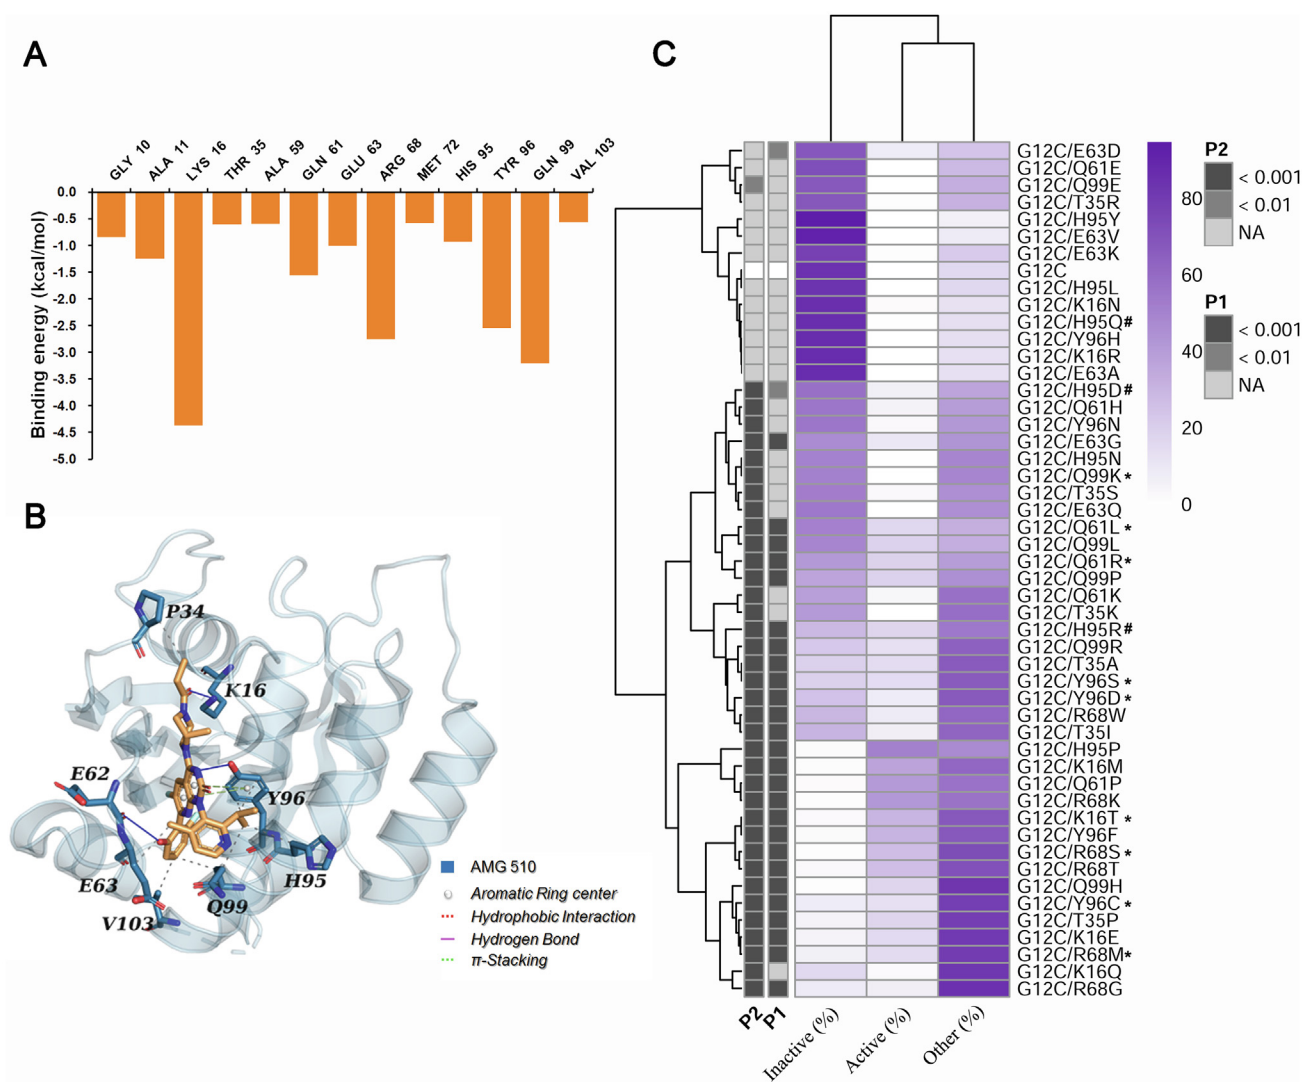 A
GLY 10
ALA 11
LYS 16
THR 35
ALA 59
GLN 61
GLU 63
ARG 68
MET 72
HIS 95
TYR 96
GLN 99
VAL 103
Binding energy (kcal/mol)
0.0
-0.5
-1.0
-1.5
-2.0
-2.5
-3.0
-3.5
-4.0
-4.5
-5.0
B
P34
K16
E62
Y96
E63
H95
Q99
V103
AMG 510
Aromatic Ring center
Hydrophobic Interaction
Hydrogen Bond
π-Stacking
C
G12C/E63D
G12C/Q61E
G12C/Q99E
G12C/T35R
G12C/H95Y
G12C/E63V
G12C/E63K
G12C
G12C/H95L
G12C/K16N
G12C/H95Q#
G12C/Y96H
G12C/K16R
G12C/E63A
G12C/H95D#
G12C/Q61H
G12C/Y96N
G12C/E63G
G12C/H95N
G12C/Q99K*
G12C/T35S
G12C/E63Q
G12C/Q61L*
G12C/Q99L
G12C/Q61R*
G12C/Q99P
G12C/Q61K
G12C/T35K
G12C/H95R#
G12C/Q99R
G12C/T35A
G12C/Y96S*
G12C/Y96D*
G12C/R68W
G12C/T35I
G12C/H95P
G12C/K16M
G12C/Q61P
G12C/R68K
G12C/K16T*
G12C/Y96F
G12C/R68S*
G12C/R68T
G12C/Q99H
G12C/Y96C*
G12C/T35P
G12C/K16E
G12C/R68M*
G12C/K16Q
G12C/R68G
P2
P1
Inactive (%)
Active (%)
Other (%)
80
60
40
20
0
P2
< 0.001
< 0.01
NA
P1
< 0.001
< 0.01
NA